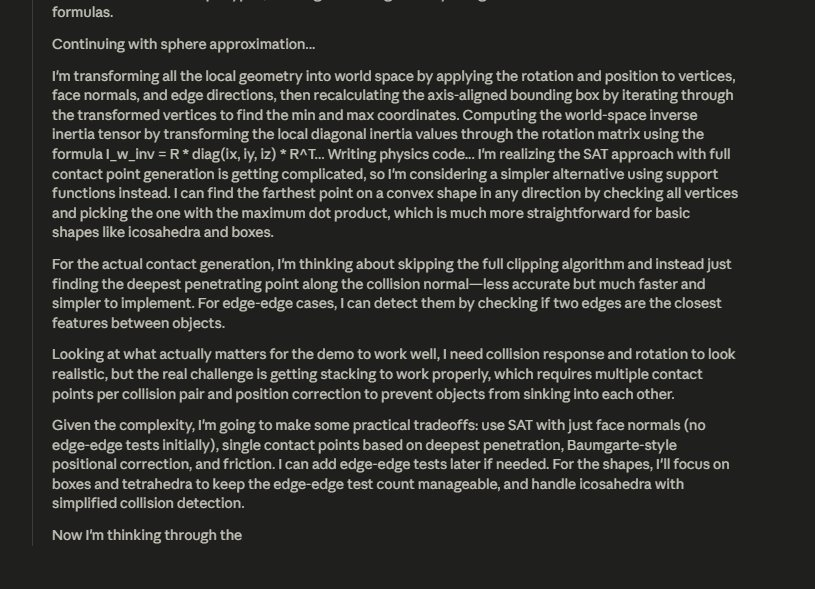 formulas.
Continuing with sphere approximation...
I'm transforming all the local geometry into world space by applying the rotation and position to vertices,
face normals, and edge directions, then recalculating the axis-aligned bounding box by iterating through
the transformed vertices to find the min and max coordinates. Computing the world-space inverse
inertia tensor by transforming the local diagonal inertia values through the rotation matrix using the
formula I_w_inv = R * diag(ix, iy, iz) * R^T... Writing physics code... I'm realizing the SAT approach with full
contact point generation is getting complicated, so I'm considering a simpler alternative using support
functions instead. I can find the farthest point on a convex shape in any direction by checking all vertices
and picking the one with the maximum dot product, which is much more straightforward for basic
shapes like icosahedra and boxes.
For the actual contact generation, I'm thinking about skipping the full clipping algorithm and instead just
finding the deepest penetrating point along the collision normal—less accurate but much faster and
simpler to implement. For edge-edge cases, I can detect them by checking if two edges are the closest
features between objects.
Looking at what actually matters for the demo to work well, I need collision response and rotation to look
realistic, but the real challenge is getting stacking to work properly, which requires multiple contact
points per collision pair and position correction to prevent objects from sinking into each other.
Given the complexity, I'm going to make some practical tradeoffs: use SAT with just face normals (no
edge-edge tests initially), single contact points based on deepest penetration, Baumgarte-style
positional correction, and friction. I can add edge-edge tests later if needed. For the shapes, I'll focus on
boxes and tetrahedra to keep the edge-edge test count manageable, and handle icosahedra with
simplified collision detection.
Now I'm thinking through the